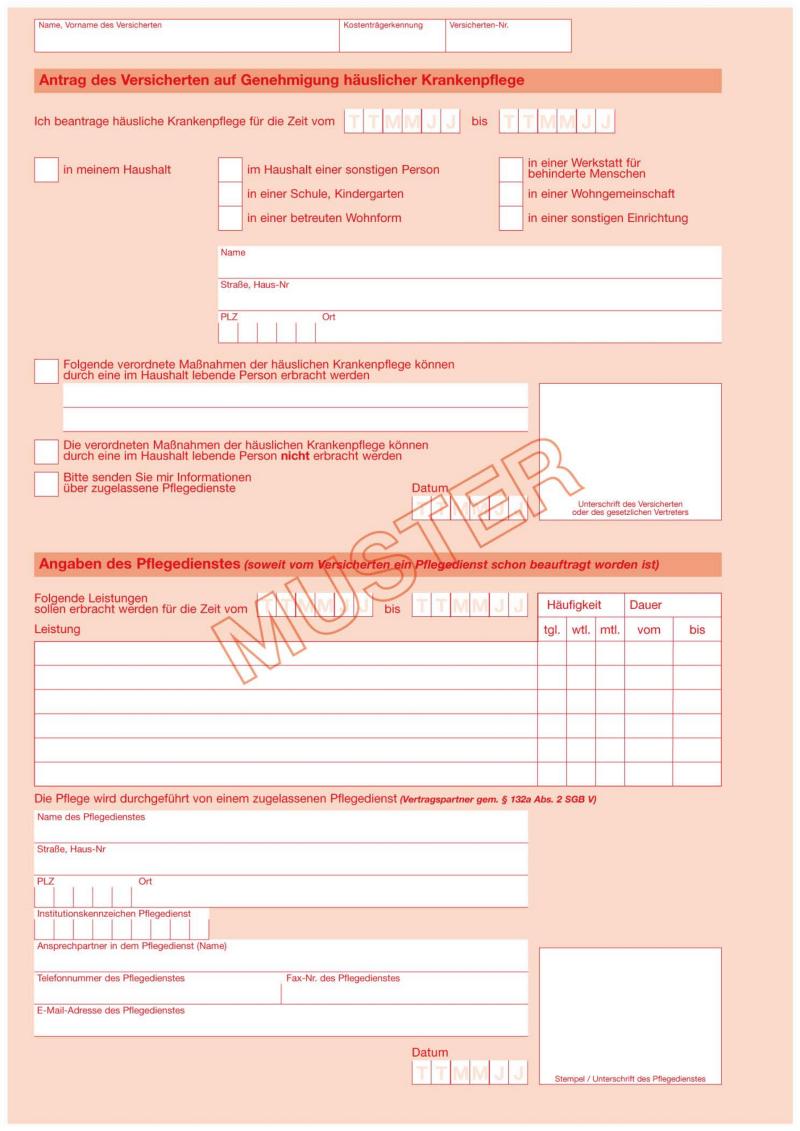 Name, Vorname des Versicherten Kostenträgerkennung Versicherten-Nr.
Antrag des Versicherten auf Genehmigung häuslicher Krankenpflege
Ich beantrage häusliche Krankenpflege für die Zeit vom T T M M J J bis T T M M J J
in meinem Haushalt
im Haushalt einer sonstigen Person
in einer Werkstatt für
behinderte Menschen
in einer Schule, Kindergarten
in einer Wohngemeinschaft
in einer betreuten Wohnform
in einer sonstigen Einrichtung
Name
Straße, Haus-Nr
PLZ Ort
Folgende verordnete Maßnahmen der häuslichen Krankenpflege können
durch eine im Haushalt lebende Person erbracht werden
Die verordneten Maßnahmen der häuslichen Krankenpflege können
durch eine im Haushalt lebende Person nicht erbracht werden
Bitte senden Sie mir Informationen
über zugelassene Pflegedienste
Datum
T T M M J J
Unterschrift des Versicherten
oder des gesetzlichen Vertreters
MUSTER
Angaben des Pflegedienstes (soweit vom Versicherten ein Pflegedienst schon beauftragt worden ist)
Folgende Leistungen
sollen erbracht werden für die Zeit vom T T M M J J bis T T M M J J
Häufigkeit Dauer
Leistung tgl. wtl. mtl. vom bis
Die Pflege wird durchgeführt von einem zugelassenen Pflegedienst (Vertragspartner gem. § 132a Abs. 2 SGB V)
Name des Pflegedienstes
Straße, Haus-Nr
PLZ Ort
Institutionskennzeichen Pflegedienst
Ansprechpartner in dem Pflegedienst (Name)
Telefonnummer des Pflegedienstes Fax-Nr. des Pflegedienstes
E-Mail-Adresse des Pflegedienstes
Datum
T T M M J J
Stempel / Unterschrift des Pflegedienstes